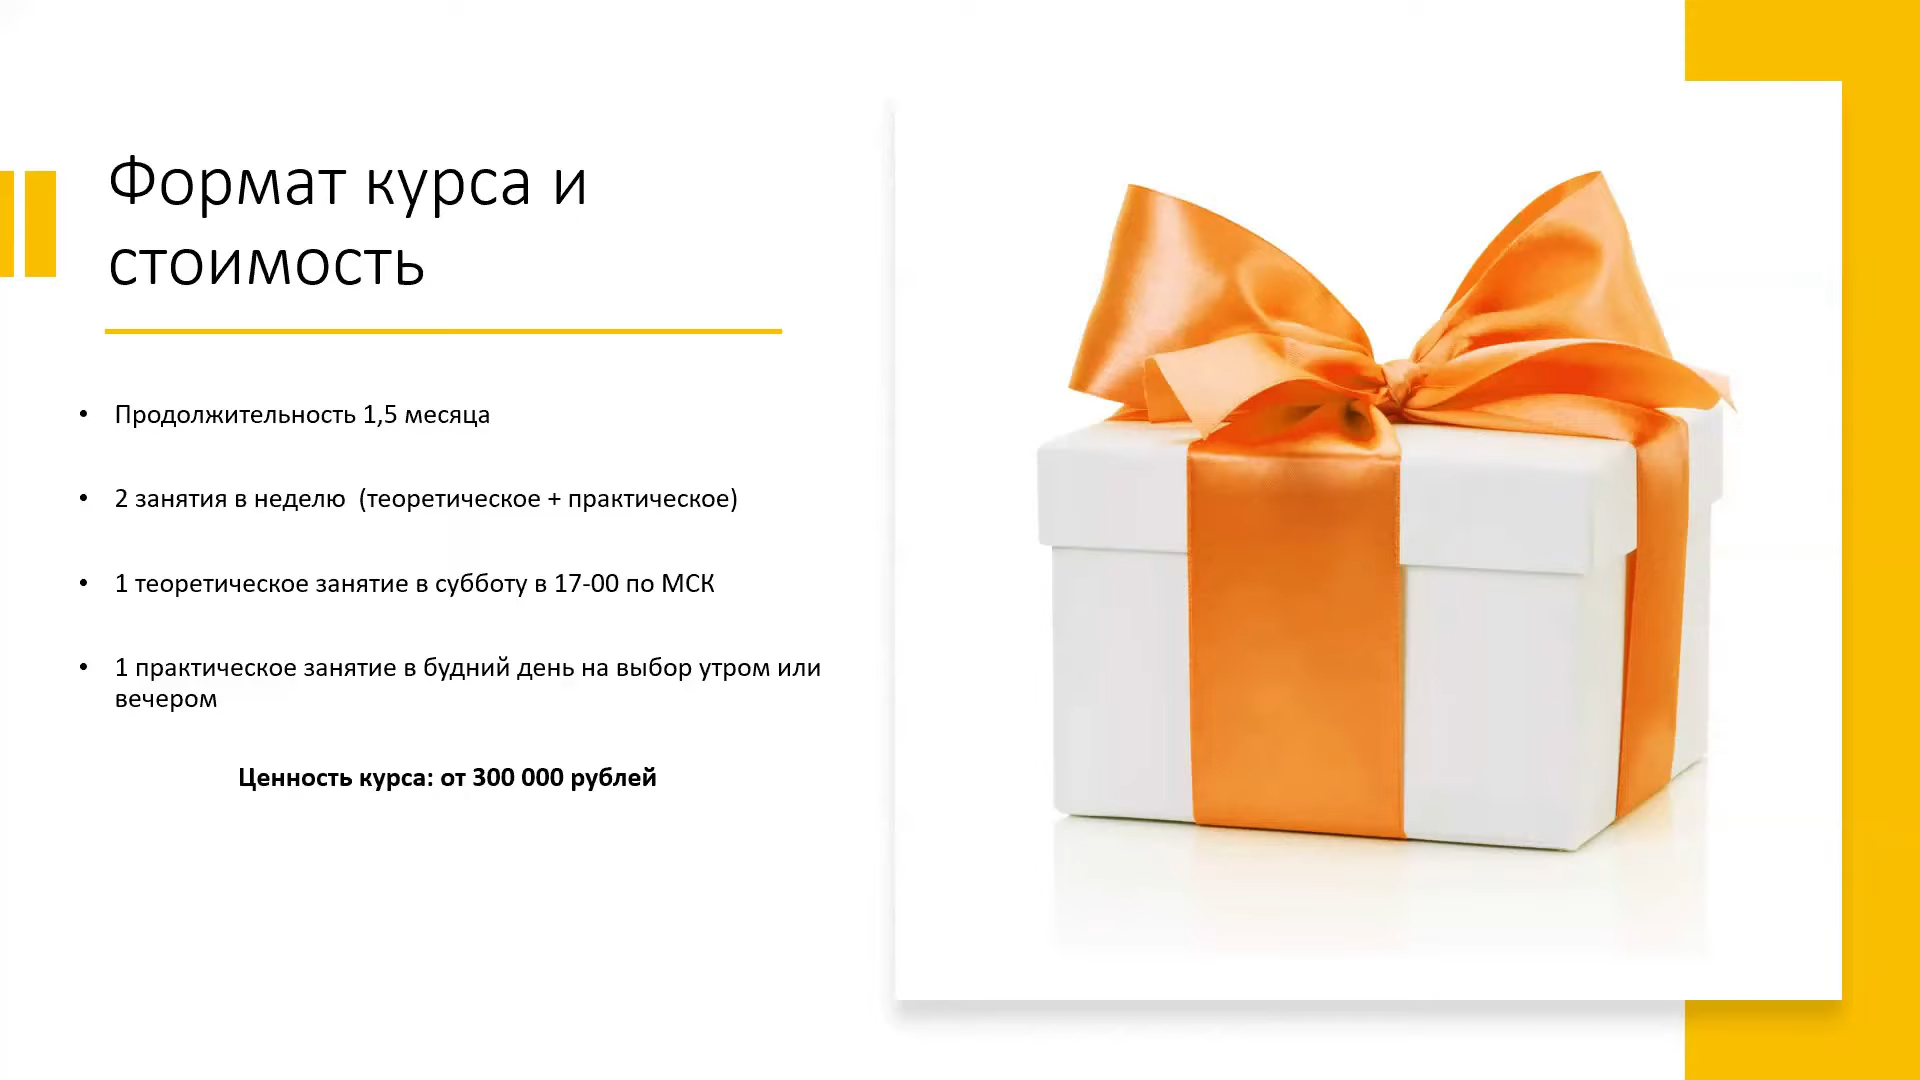 Формат курса и
стоимость
• Продолжительность 1,5 месяца
• 2 занятия в неделю  (теоретическое + практическое)
• 1 теоретическое занятие в субботу в 17-00 по МСК
• 1 практическое занятие в будний день на выбор утром или
вечером
Ценность курса: от 300 000 рублей